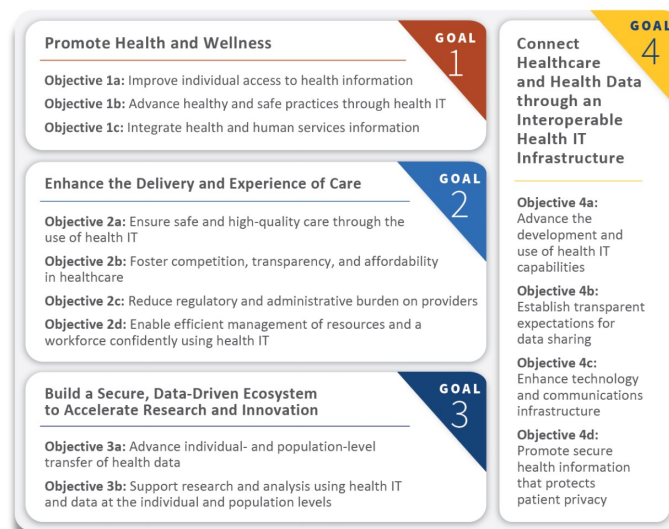 Promote Health and Wellness
GOAL
1
Objective 1a: Improve individual access to health information
Objective 1b: Advance healthy and safe practices through health IT
Objective 1c: Integrate health and human services information
Enhance the Delivery and Experience of Care
GOAL
2
Objective 2a: Ensure safe and high-quality care through the
use of health IT
Objective 2b: Foster competition, transparency, and affordability
in healthcare
Objective 2c: Reduce regulatory and administrative burden on providers
Objective 2d: Enable efficient management of resources and a
workforce confidently using health IT
Build a Secure, Data-Driven Ecosystem
to Accelerate Research and Innovation
GOAL
3
Objective 3a: Advance individual- and population-level
transfer of health data
Objective 3b: Support research and analysis using health IT
and data at the individual and population levels
GOAL
4
Connect
Healthcare
and Health Data
through an
Interoperable
Health IT
Infrastructure
Objective 4a:
Advance the
development and
use of health IT
capabilities
Objective 4b:
Establish transparent
expectations for
data sharing
Objective 4c:
Enhance technology
and communications
infrastructure
Objective 4d:
Promote secure
health information
that protects
patient privacy